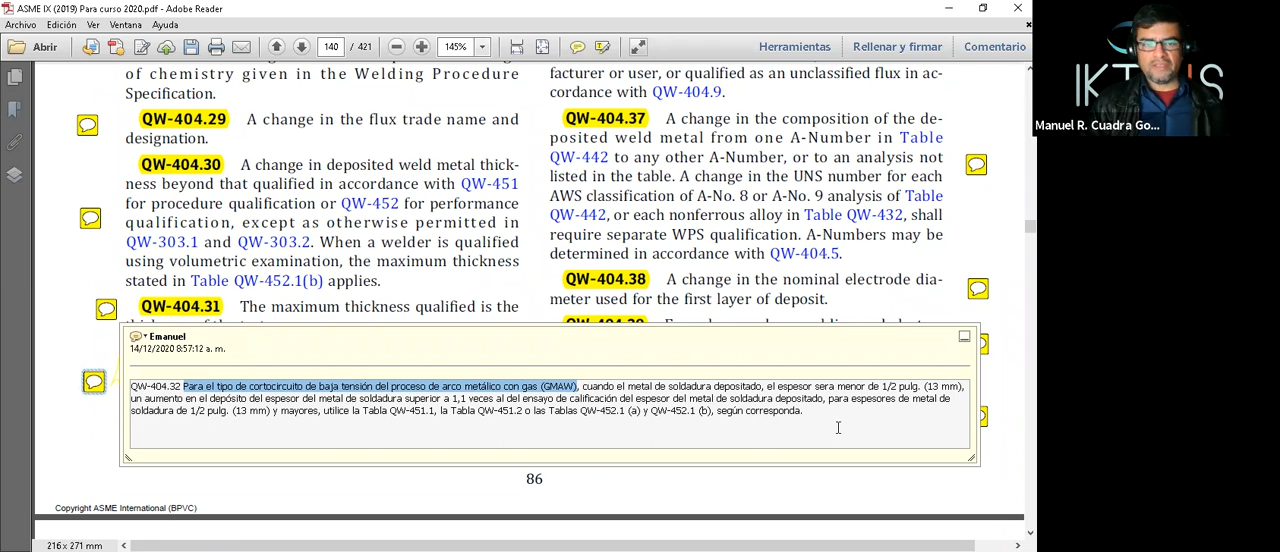 ASME IX (2019) Para curso 2020.pdf - Adobe Reader
Archivo Edición Ver Ventana Ayuda
Abrir
140 / 421
145%
Herramientas
Rellenar y firmar
Comentario
of chemistry given in the Welding Procedure
Specification.
QW-404.29 A change in the flux trade name and
designation.
QW-404.30 A change in deposited weld metal thick-
ness beyond that qualified in accordance with QW-451
for procedure qualification or QW-452 for performance
qualification, except as otherwise permitted in
QW-303.1 and QW-303.2. When a welder is qualified
using volumetric examination, the maximum thickness
stated in Table QW-452.1(b) applies.
QW-404.31 The maximum thickness qualified is the
facturer or user, or qualified as an unclassified flux in ac-
cordance with QW-404.9.
QW-404.37 A change in the composition of the de-
posited weld metal from one A-Number in Table
QW-442 to any other A-Number, or to an analysis not
listed in the table. A change in the UNS number for each
AWS classification of A-No. 8 or A-No. 9 analysis of Table
QW-442, or each nonferrous alloy in Table QW-432, shall
require separate WPS qualification. A-Numbers may be
determined in accordance with QW-404.5.
QW-404.38 A change in the nominal electrode dia-
meter used for the first layer of deposit.
Emanuel
14/12/2020 8:57:12 a. m.
QW-404.32 Para el tipo de cortocircuito de baja tensión del proceso de arco metálico con gas (GMAW), cuando el metal de soldadura depositado, el espesor sera menor de 1/2 pulg. (13 mm),
un aumento en el depósito del espesor del metal de soldadura superior a 1,1 veces al del ensayo de calificación del espesor del metal de soldadura depositado, para espesores de metal de
soldadura de 1/2 pulg. (13 mm) y mayores, utilice la Tabla QW-451.1, la Tabla QW-451.2 o las Tablas QW-452.1 (a) y QW-452.1 (b), según corresponda.
86
Copyright ASME International (BPVC)
216 x 271 mm
Manuel R. Cuadra Go...